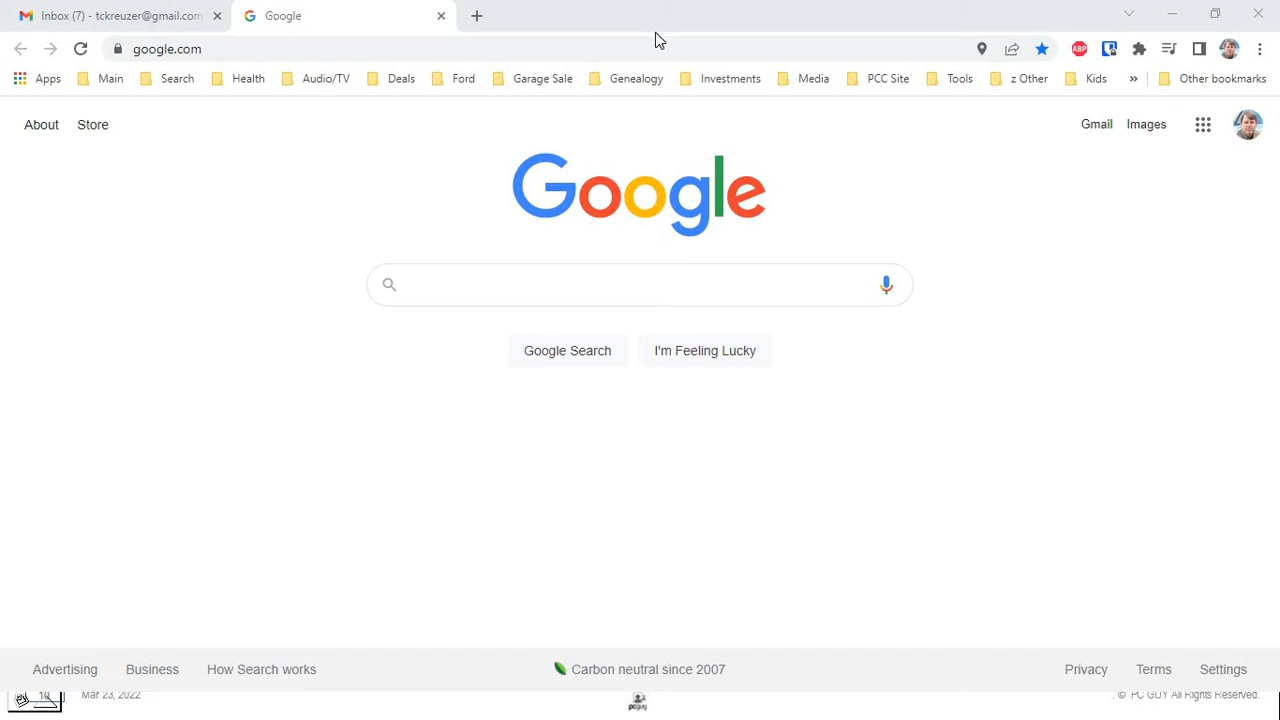 Inbox (7) - tckreuzer@gmail.com
Google
google.com
ABP
Apps Main Search Health Audio/TV Deals Ford Garage Sale Genealogy Investments Media PCC Site Tools z Other Kids » Other bookmarks
About Store Gmail Images
Google
Google Search I'm Feeling Lucky
Advertising Business How Search works Carbon neutral since 2007 Privacy Terms Settings
10 Mar 23, 2022 pcguy © PC GUY All Rights Reserved.